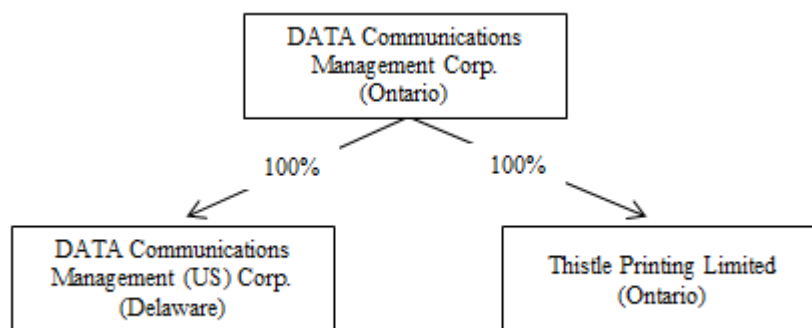 DATA Communications
Management Corp.
(Ontario)
100%
100%
DATA Communications
Management (US) Corp.
(Delaware)
Thistle Printing Limited
(Ontario)